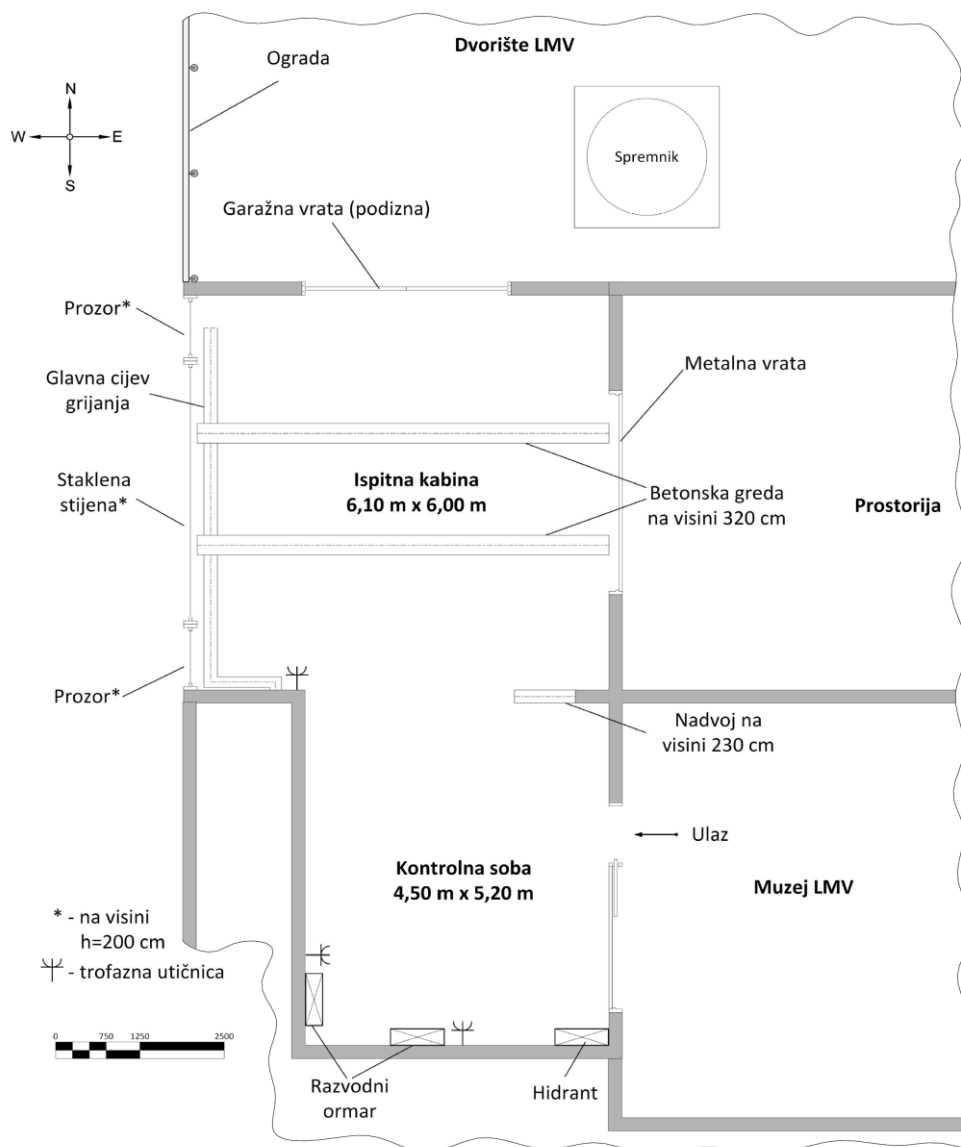 Dvorište LMV
Ograda
N
W
E
S
Spremnik
Garažna vrata (podizna)
Prozor*
Glavna cijev
grijanja
Metalna vrata
Staklena
stijena*
Ispitna kabina
6,10 m x 6,00 m
Betonska greda
na visini 320 cm
Prostorija
Prozor*
Nadvoj na
visini 230 cm
Ulaz
Kontrolna soba
4,50 m x 5,20 m
Muzej LMV
* - na visini
h=200 cm
- trofazna utičnica
0 750 1250 2500
Razvodni
ormar
Hidrant